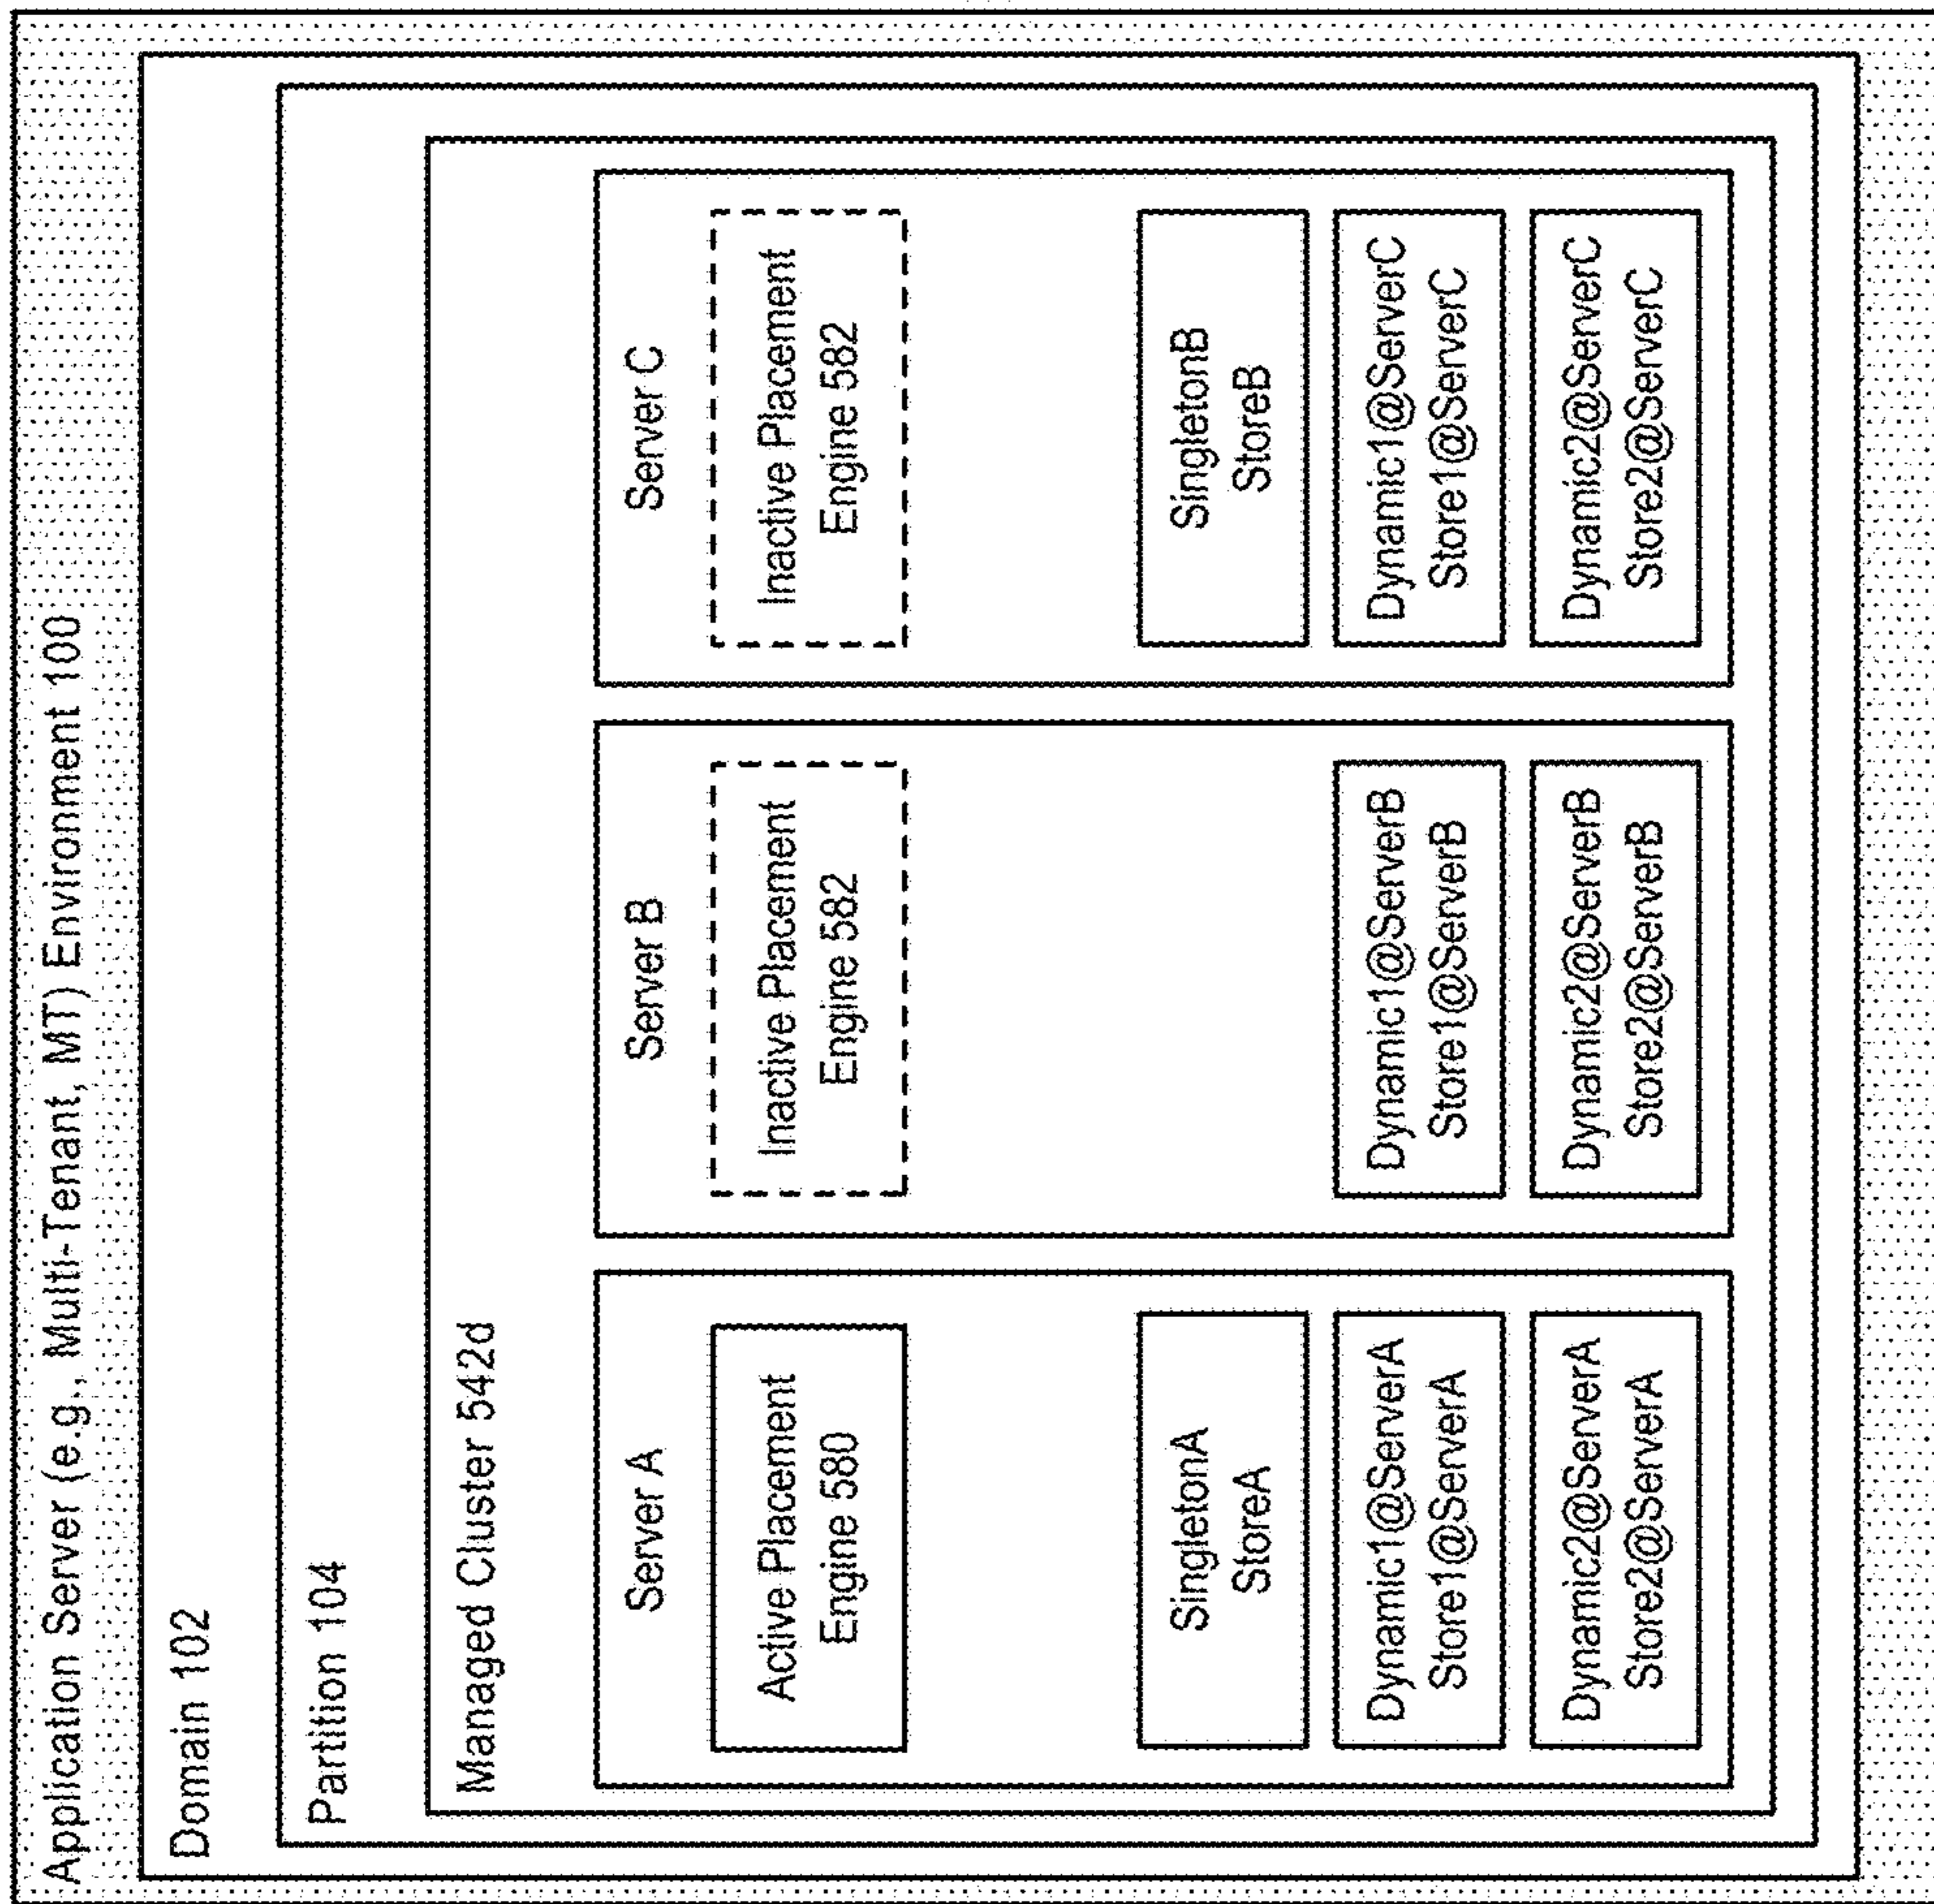 Application Server (e.g., Multi-Tenant, MT) Environment 100
Domain 102
Partition 104
Managed Cluster 542d
Server A
Active Placement
Engine 580
SingletonA
StoreA
Dynamic1@ServerA
Store1@ServerA
Dynamic2@ServerA
Store2@ServerA
Server B
Inactive Placement
Engine 582
Dynamic1@ServerB
Store1@ServerB
Dynamic2@ServerB
Store2@ServerB
Server C
Inactive Placement
Engine 582
SingletonB
StoreB
Dynamic1@ServerC
Store1@ServerC
Dynamic2@ServerC
Store2@ServerC